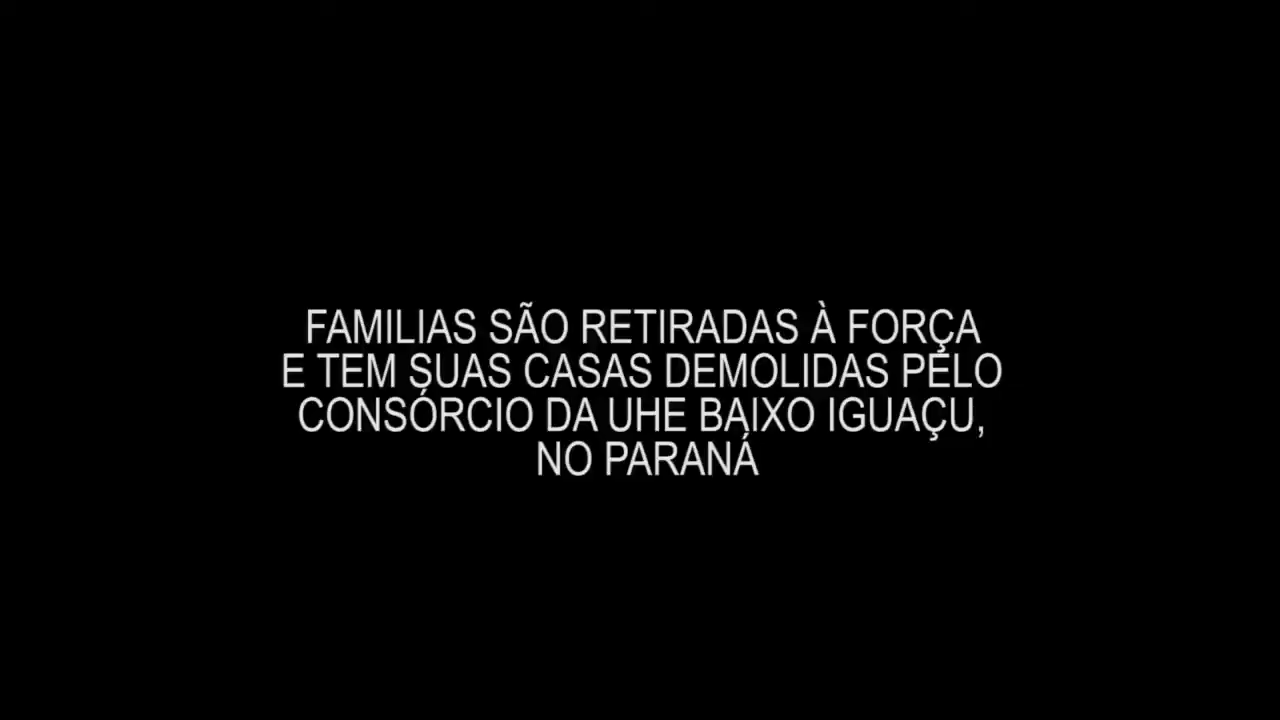 FAMILIAS SÃO RETIRADAS À FORÇA
E TEM SUAS CASAS DEMOLIDAS PELO
CONSÓRCIO DA UHE BAIXO IGUAÇU,
NO PARANÁ